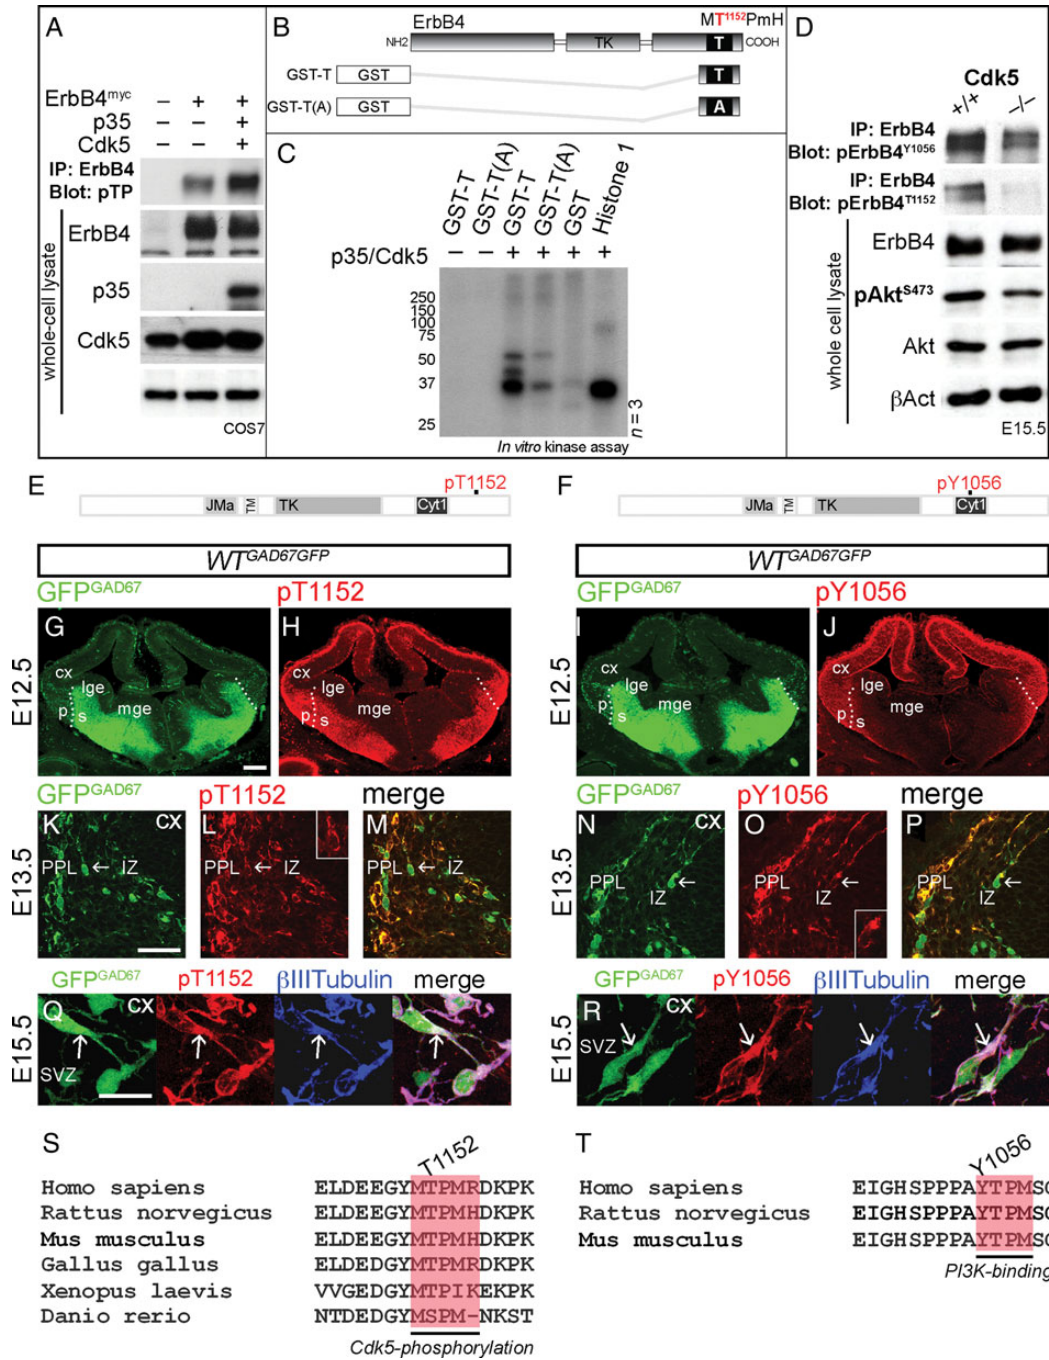 A
ErbB4myc – + +
p35 – – +
Cdk5 – – +
IP: ErbB4
Blot: pTP
whole-cell lysate
ErbB4
p35
Cdk5
COS7
B
ErbB4
MT1152PmH
NH2
TK
T
COOH
GST-T
GST
T
GST-T(A)
GST
A
C
GST-T
GST-T(A)
GST-T
GST-T(A)
GST
Histone 1
p35/Cdk5 – – + + + +
250
150
100
75
50
37
25
n = 3
In vitro kinase assay
D
Cdk5
+/+
–/–
IP: ErbB4
Blot: pErbB4Y1056
IP: ErbB4
Blot: pErbB4T1152
whole cell lysate
ErbB4
pAktS473
Akt
βAct
E15.5
E
pT1152
JMa
TM
TK
Cyt1
F
pY1056
JMa
TM
TK
Cyt1
WTGAD67GFP
WTGAD67GFP
GFPGAD67
pT1152
GFPGAD67
pY1056
E12.5
G
cx
lge
p
s
mge
H
cx
lge
p
s
mge
E12.5
I
cx
lge
p
s
mge
J
cx
lge
p
s
mge
GFPGAD67
pT1152
merge
GFPGAD67
pY1056
merge
E13.5
K
cx
PPL
IZ
L
PPL
IZ
M
PPL
IZ
E13.5
N
cx
PPL
IZ
O
PPL
IZ
P
PPL
IZ
E15.5
GFPGAD67
pT1152
βIIITubulin
merge
Q
cx
SVZ
E15.5
GFPGAD67
pY1056
βIIITubulin
merge
R
cx
SVZ
S
T1152
Homo sapiens ELDEEGYMTPMRDKPK
Rattus norvegicus ELDEEGYMTPMHDKPK
Mus musculus ELDEEGYMTPMHDKPK
Gallus gallus ELDEEGYMTPMRDKPK
Xenopus laevis VVGEDGYMTPIKEKPK
Danio rerio NTDEDGYMSPM-NKST
Cdk5-phosphorylation
T
Y1056
Homo sapiens EIGHSPPPAYTPMS
Rattus norvegicus EIGHSPPPAYTPMS
Mus musculus EIGHSPPPAYTPMS
PI3K-binding